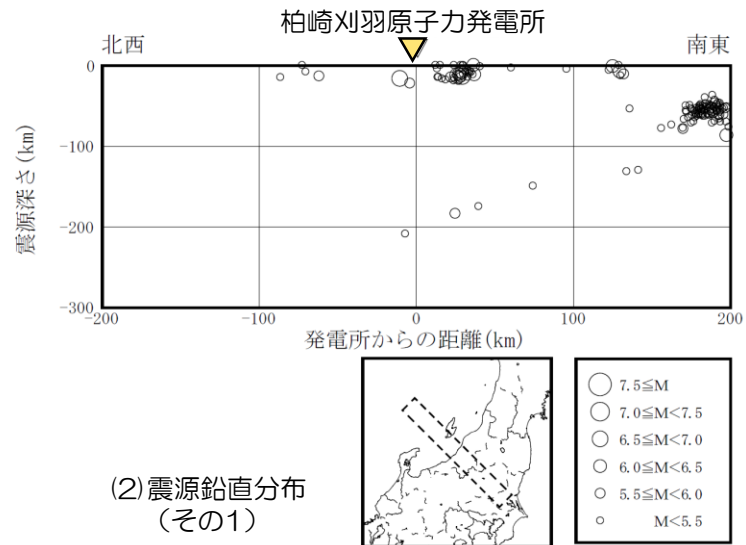 柏崎刈羽原子力発電所
北西
南東
震源深さ(km)
0
-100
-200
-300
-200
-100
0
100
200
発電所からの距離(km)
7.5≦M
7.0≦M<7.5
6.5≦M<7.0
6.0≦M<6.5
5.5≦M<6.0
M<5.5
(2)震源鉛直分布
(その1)